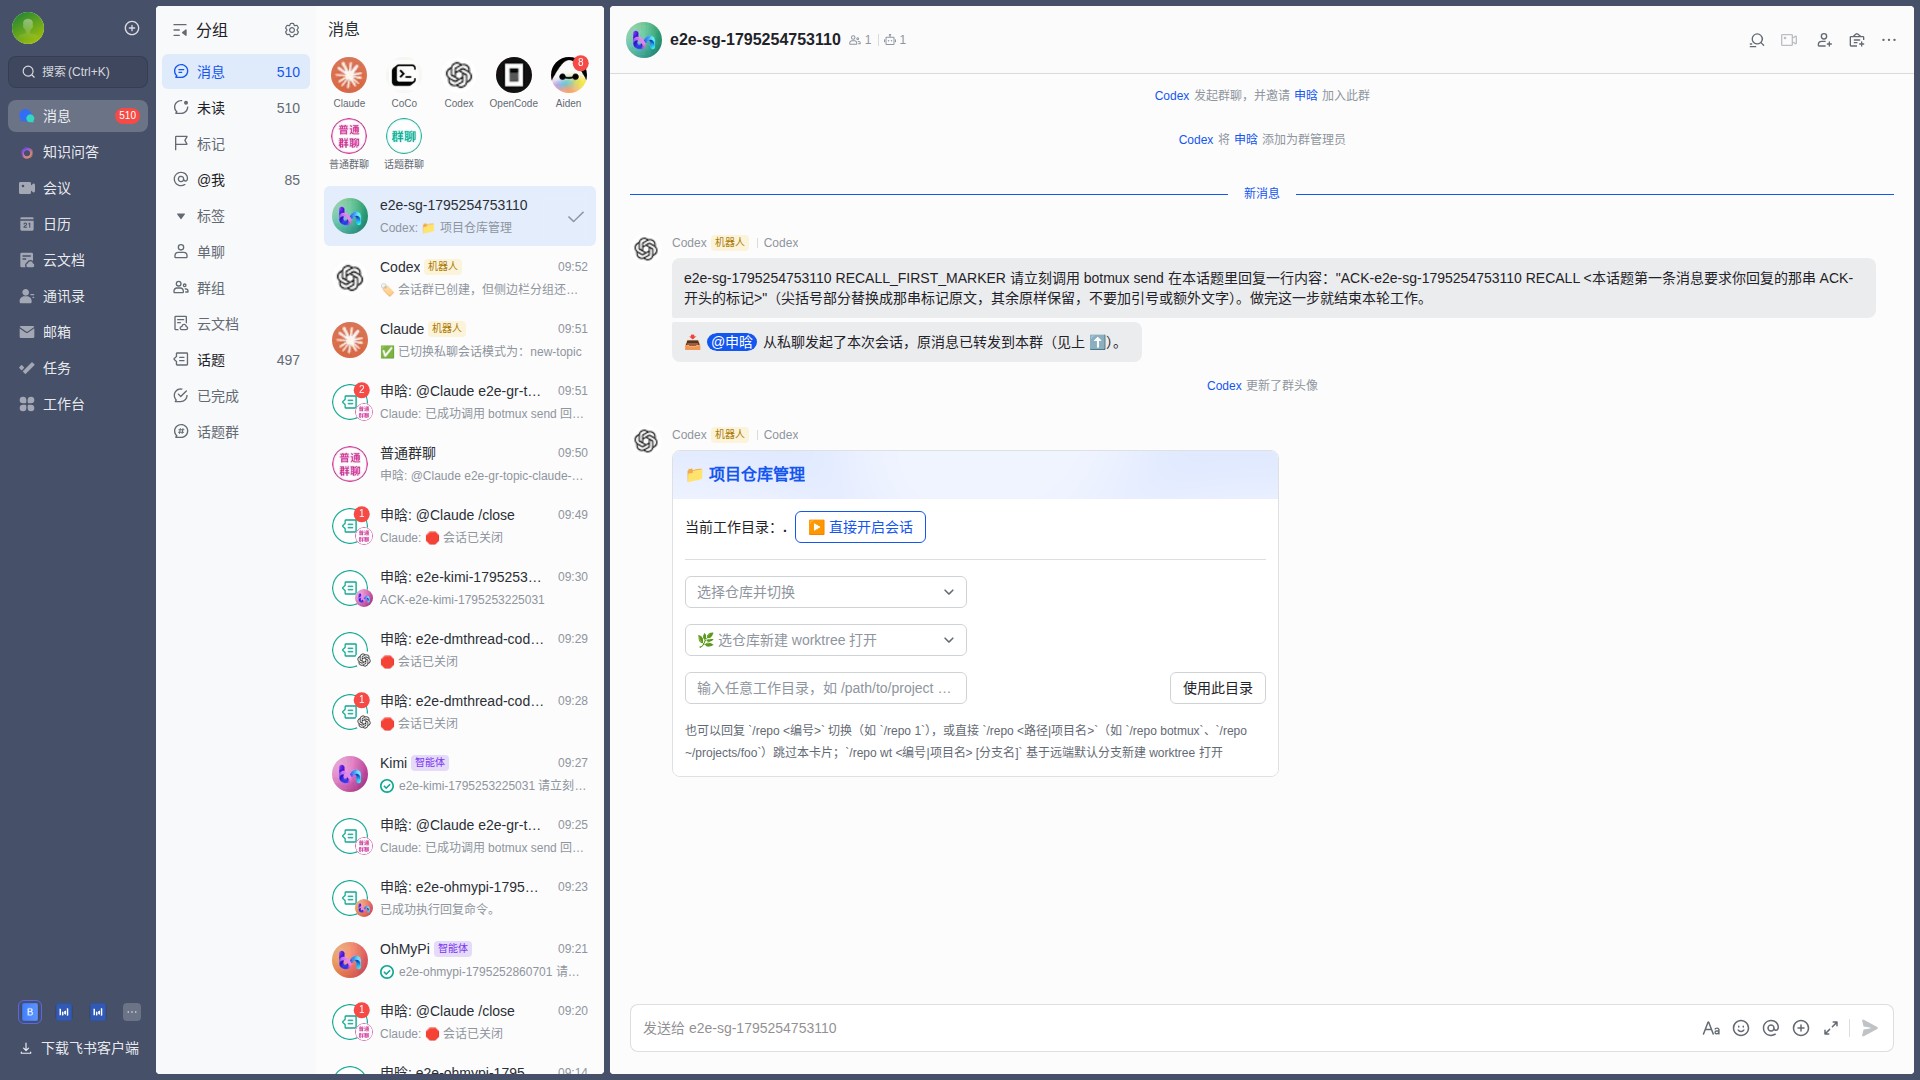 搜索 (Ctrl+K)
消息 510
知识问答
会议
日历
云文档
通讯录
邮箱
任务
工作台
下载飞书客户端
分组
消息 510
未读 510
标记
@我 85
标签
单聊
群组
云文档
话题 497
已完成
话题群
消息
Claude
CoCo
Codex
OpenCode
8
Aiden
普通群聊
普通群聊
群聊
话题群聊
e2e-sg-1795254753110
Codex: 📁 项目仓库管理
Codex 机器人 09:52
🏷️ 会话群已创建，但侧边栏分组还…
Claude 机器人 09:51
✅ 已切换私聊会话模式为：new-topic
2
申晗: @Claude e2e-gr-t… 09:51
Claude: 已成功调用 botmux send 回…
普通群聊 09:50
申晗: @Claude e2e-gr-topic-claude-…
1
申晗: @Claude /close 09:49
Claude: 🛑 会话已关闭
申晗: e2e-kimi-1795253… 09:30
ACK-e2e-kimi-1795253225031
申晗: e2e-dmthread-cod… 09:29
🛑 会话已关闭
1
申晗: e2e-dmthread-cod… 09:28
🛑 会话已关闭
Kimi 智能体 09:27
e2e-kimi-1795253225031 请立刻…
申晗: @Claude e2e-gr-t… 09:25
Claude: 已成功调用 botmux send 回…
申晗: e2e-ohmypi-1795… 09:23
已成功执行回复命令。
OhMyPi 智能体 09:21
e2e-ohmypi-1795252860701 请…
1
申晗: @Claude /close 09:20
Claude: 🛑 会话已关闭
申晗: e2e-ohmypi-1795… 09:14
e2e-sg-1795254753110 1 1
Codex 发起群聊，并邀请 申晗 加入此群
Codex 将 申晗 添加为群管理员
新消息
Codex 机器人 Codex
e2e-sg-1795254753110 RECALL_FIRST_MARKER 请立刻调用 botmux send 在本话题里回复一行内容："ACK-e2e-sg-1795254753110 RECALL <本话题第一条消息要求你回复的那串 ACK-
开头的标记>"（尖括号部分替换成那串标记原文，其余原样保留，不要加引号或额外文字）。做完这一步就结束本轮工作。
📥 @申晗 从私聊发起了本次会话，原消息已转发到本群（见上 ⬆️）。
Codex 更新了群头像
Codex 机器人 Codex
📁 项目仓库管理
当前工作目录：. ▶️ 直接开启会话
选择仓库并切换
🌿 选仓库新建 worktree 打开
输入任意工作目录，如 /path/to/project … 使用此目录
也可以回复 `/repo <编号>` 切换（如 `/repo 1`），或直接 `/repo <路径|项目名>`（如 `/repo botmux`、`/repo
~/projects/foo`）跳过本卡片；`/repo wt <编号|项目名> [分支名]` 基于远端默认分支新建 worktree 打开
发送给 e2e-sg-1795254753110